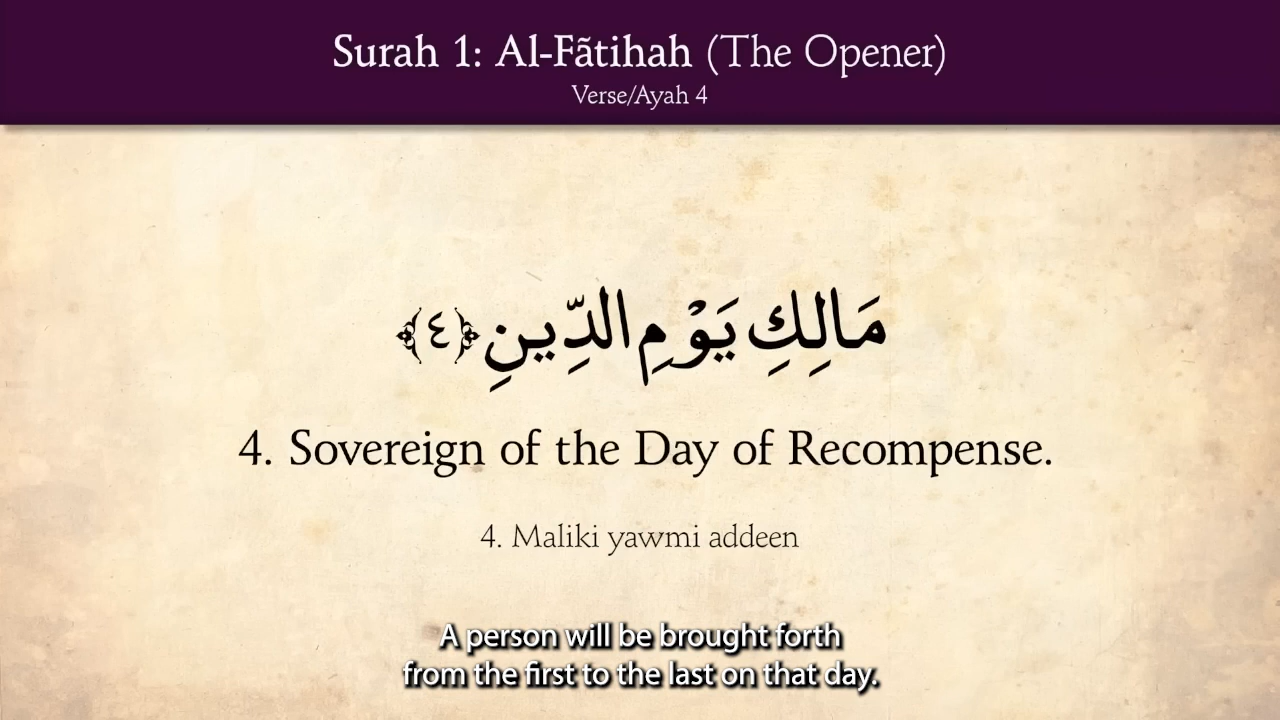 Surah 1: Al-Fãtihah (The Opener)
Verse/Ayah 4
مَالِكِ يَوْمِ الدِّينِ ﴿٤﴾
4. Sovereign of the Day of Recompense.
4. Maliki yawmi addeen
A person will be brought forth
from the first to the last on that day.